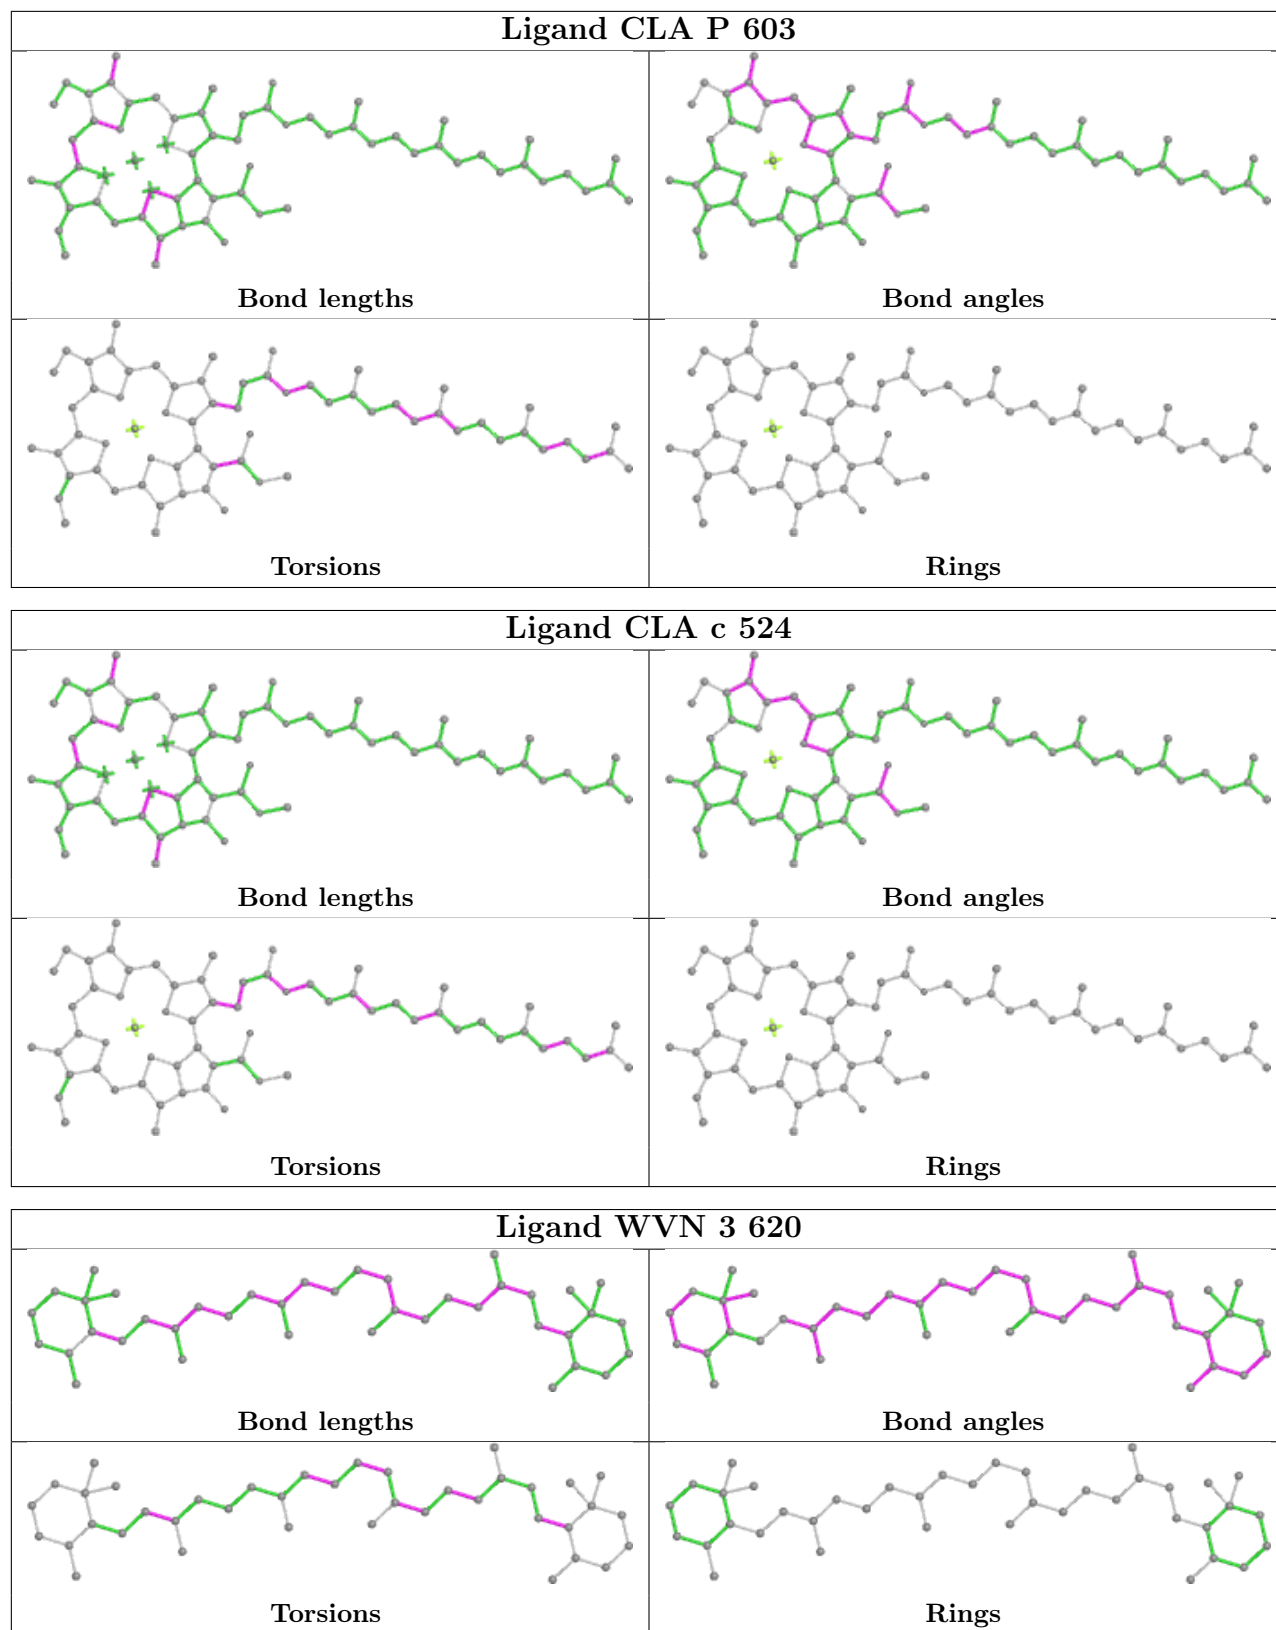 Ligand CLA P 603
Bond lengths
Bond angles
Torsions
Rings
Ligand CLA c 524
Bond lengths
Bond angles
Torsions
Rings
Ligand WVN 3 620
Bond lengths
Bond angles
Torsions
Rings